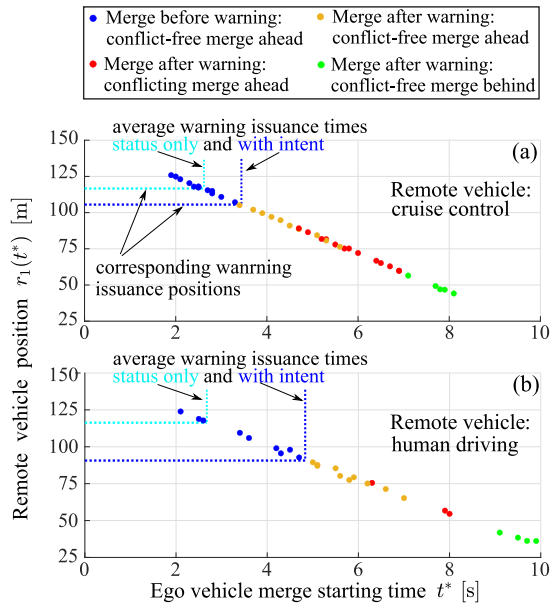 Merge before warning:
conflict-free merge ahead
Merge after warning:
conflict-free merge ahead
Merge after warning:
conflicting merge ahead
Merge after warning:
conflict-free merge behind
average warning issuance times
status only and with intent
(a)
Remote vehicle:
cruise control
corresponding wanrning
issuance positions
150
125
100
75
50
25
0 2 4 6 8 10
average warning issuance times
status only and with intent
(b)
Remote vehicle:
human driving
150
125
100
75
50
25
0 2 4 6 8 10
Remote vehicle position r₁(t*) [m]
Ego vehicle merge starting time t* [s]